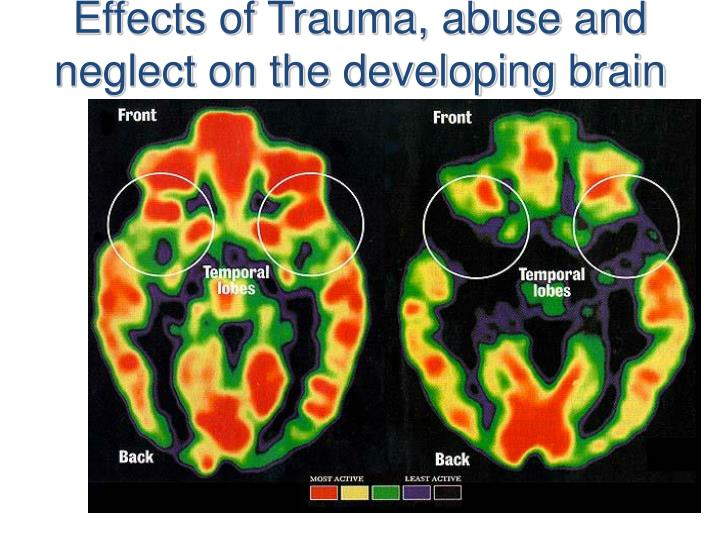 Effects of Trauma, abuse and
neglect on the developing brain
Front
Front
Temporal
lobes
Temporal
lobes
Back
Back
MOST ACTIVE LEAST ACTIVE